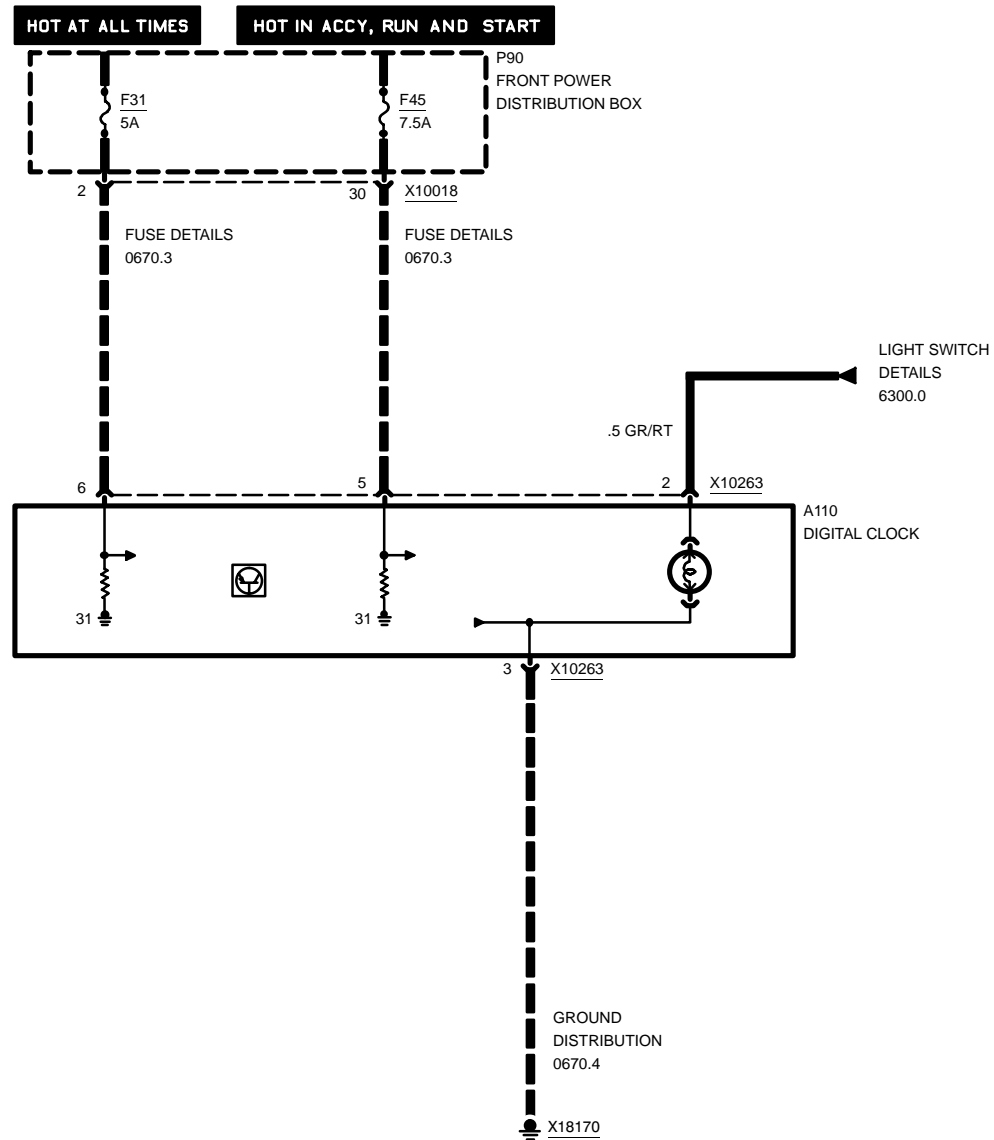 HOT AT ALL TIMES
HOT IN ACCY, RUN AND START
P90
FRONT POWER
DISTRIBUTION BOX
F31
5A
F45
7.5A
2
30
X10018
FUSE DETAILS
0670.3
FUSE DETAILS
0670.3
LIGHT SWITCH
DETAILS
6300.0
.5 GR/RT
6
5
2
X10263
A110
DIGITAL CLOCK
31
31
3
X10263
GROUND
DISTRIBUTION
0670.4
X18170